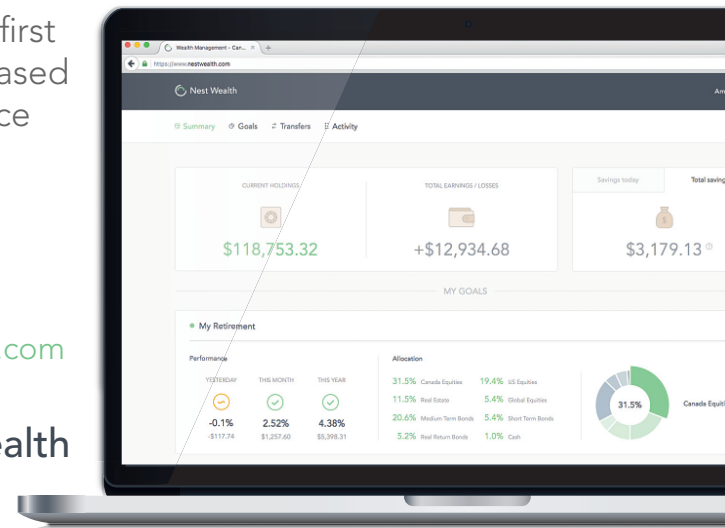 first
ased
ce
.com
ealth
Wealth Management - Can... × +
https://www.nestwealth.com
Nest Wealth
Am
Summary Goals Transfers Activity
CURRENT HOLDINGS
$118,753.32
TOTAL EARNINGS / LOSSES
+$12,934.68
Savings today Total saving
$3,179.13
MY GOALS
My Retirement
Performance
YESTERDAY THIS MONTH THIS YEAR
-0.1% 2.52% 4.38%
-$117.74 $1,257.60 $5,398.31
Allocation
31.5% Canada Equities 19.4% US Equities
11.5% Real Estate 5.4% Global Equities
20.6% Medium Term Bonds 5.4% Short Term Bonds
5.2% Real Return Bonds 1.0% Cash
31.5%
Canada Equiti